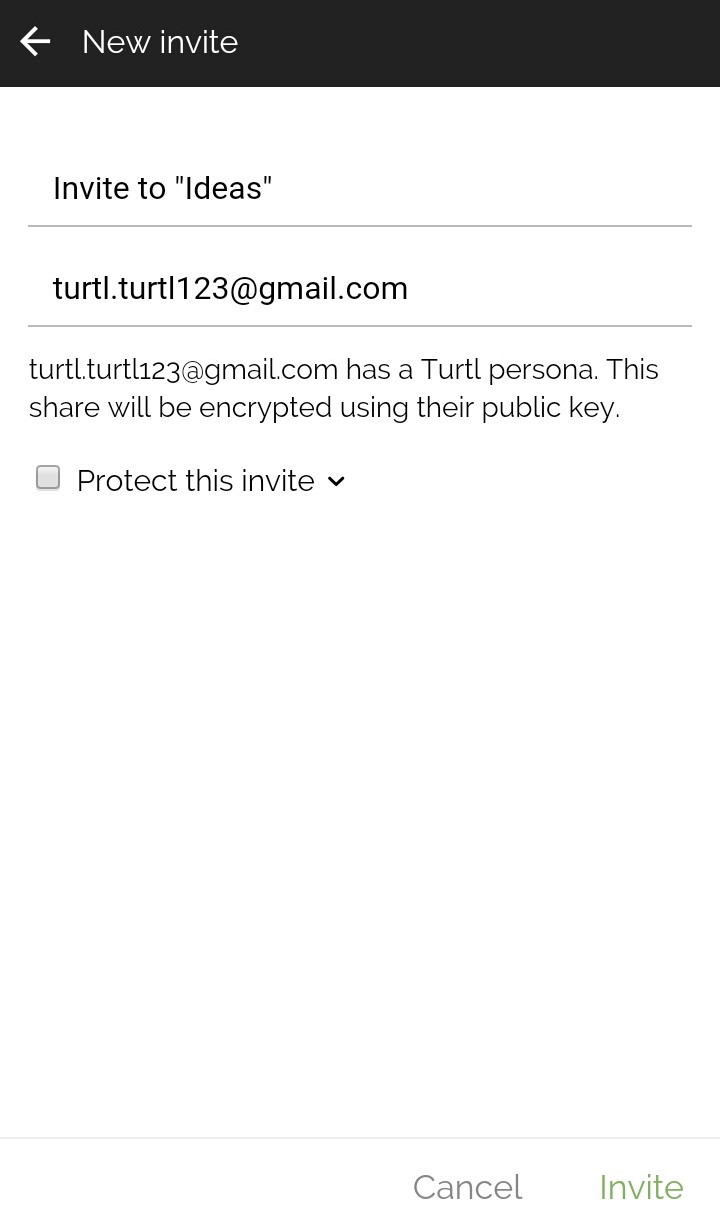 New invite
Invite to "Ideas"
turtl.turtl123@gmail.com
turtl.turtl123@gmail.com has a Turtl persona. This
share will be encrypted using their public key.
Protect this invite
Cancel Invite